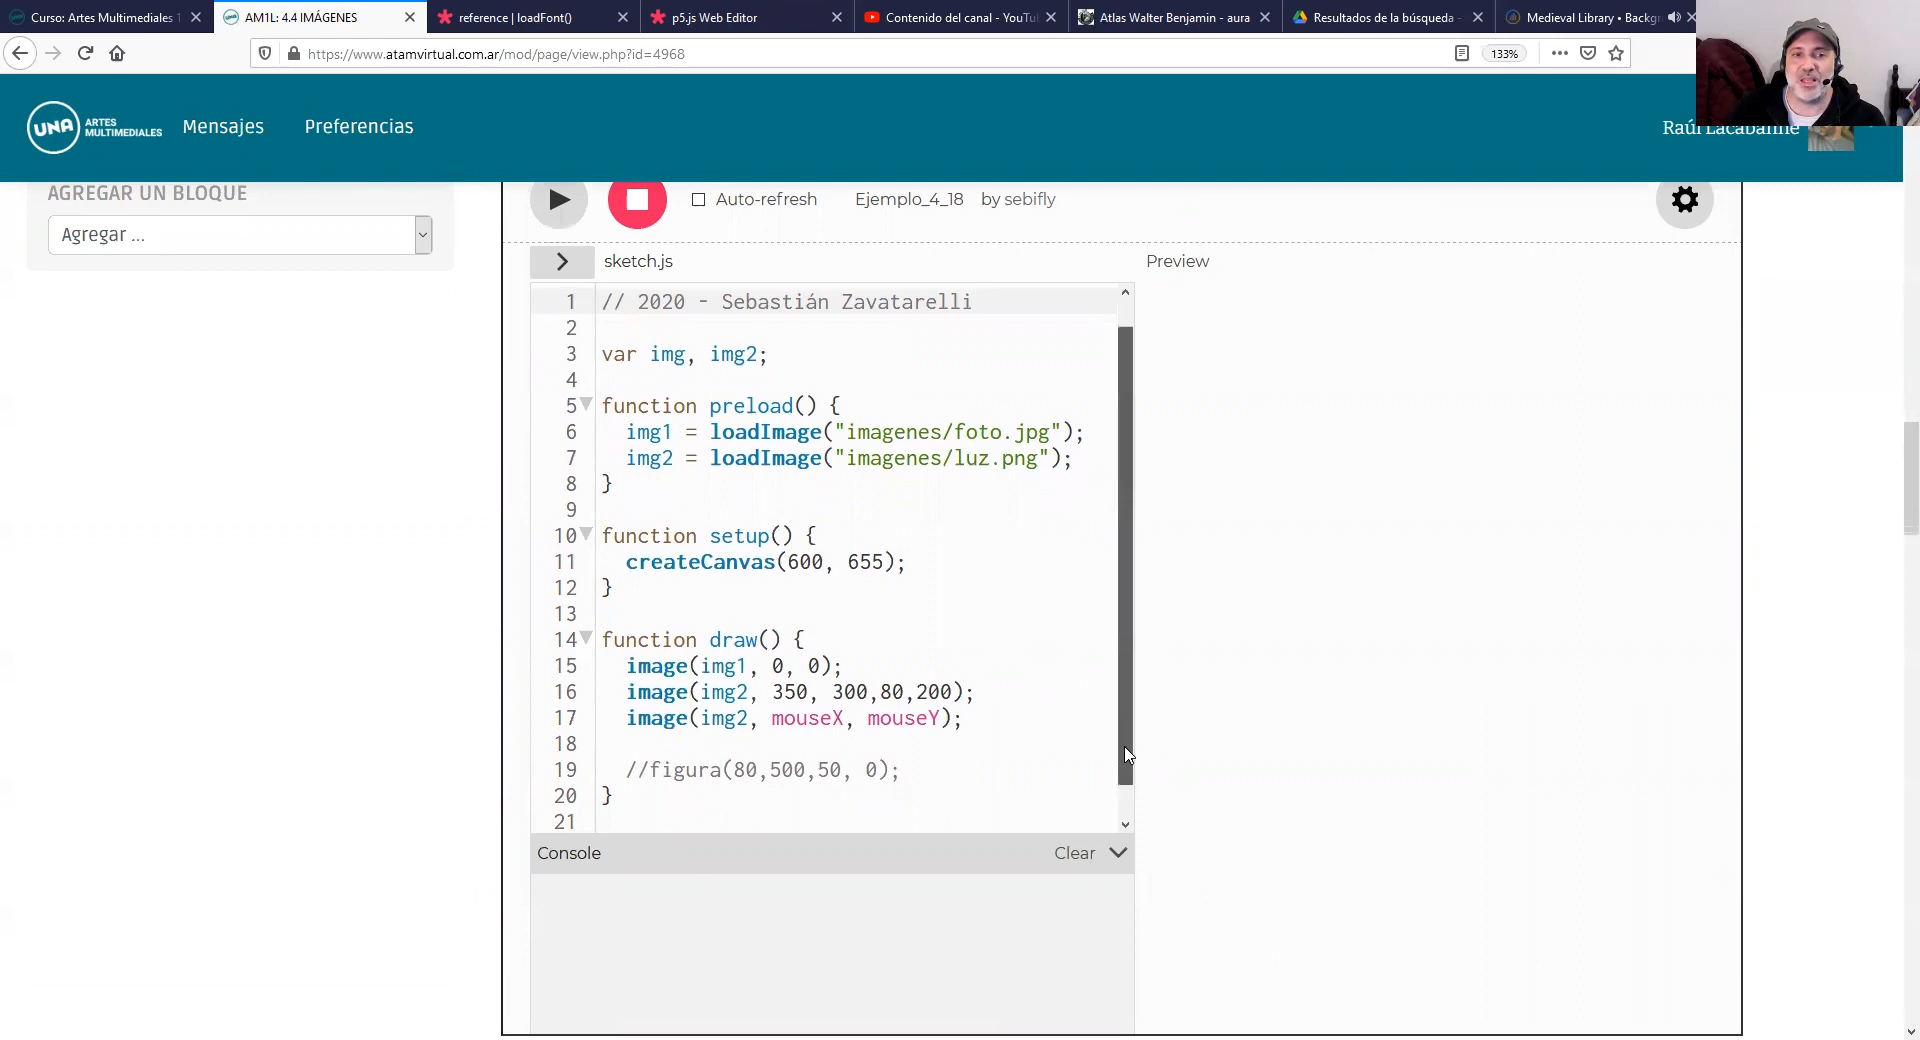 Curso: Artes Multimediales 1
AM1L: 4.4 IMÁGENES
reference | loadFont()
p5.js Web Editor
Contenido del canal - YouTu
Atlas Walter Benjamin - aura
Resultados de la búsqueda -
Medieval Library • Backgr
https://www.atamvirtual.com.ar/mod/page/view.php?id=4968
133%
UNA
ARTES
MULTIMEDIALES
Mensajes
Preferencias
Raúl Lacabanne
AGREGAR UN BLOQUE
Agregar ...
Auto-refresh
Ejemplo_4_18
by sebifly
sketch.js
Preview
1 // 2020 - Sebastián Zavatarelli
2
3 var img, img2;
4
5 function preload() {
6 img1 = loadImage("imagenes/foto.jpg");
7 img2 = loadImage("imagenes/luz.png");
8 }
9
10 function setup() {
11 createCanvas(600, 655);
12 }
13
14 function draw() {
15 image(img1, 0, 0);
16 image(img2, 350, 300,80,200);
17 image(img2, mouseX, mouseY);
18
19 //figura(80,500,50, 0);
20 }
21
Console
Clear